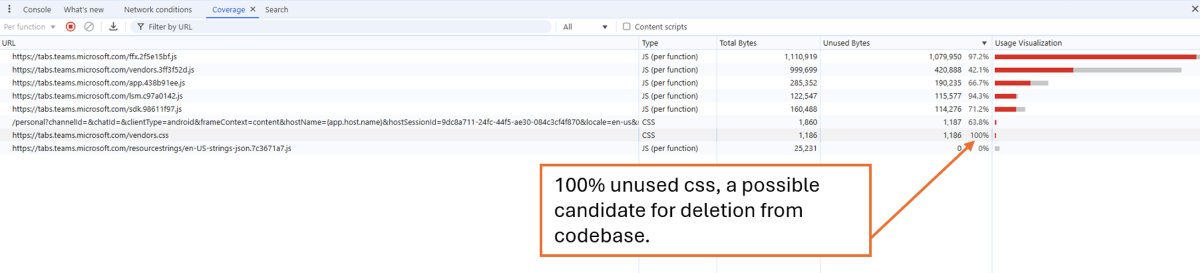 Console What's new Network conditions Coverage Search
Per function Filter by URL All Content scripts
URL Type Total Bytes Unused Bytes Usage Visualization
https://tabs.teams.microsoft.com/ffx.2f5e15bf.js JS (per function) 1,110,919 1,079,950 97.2%
https://tabs.teams.microsoft.com/vendors.3ff3f52d.js JS (per function) 999,699 420,888 42.1%
https://tabs.teams.microsoft.com/app.438b91ee.js JS (per function) 285,352 190,235 66.7%
https://tabs.teams.microsoft.com/lsm.c97a0142.js JS (per function) 122,547 115,577 94.3%
https://tabs.teams.microsoft.com/sdk.98611f97.js JS (per function) 160,488 114,276 71.2%
/personal?channelId=&chatId=&clientType=android&frameContext=content&hostName={app.host.name}&hostSessionId=9dc8a711-24fc-44f5-ae30-084c3cf4f870&locale=en-us& CSS 1,860 1,187 63.8%
https://tabs.teams.microsoft.com/vendors.css CSS 1,186 1,186 100%
https://tabs.teams.microsoft.com/resourcestrings/en-US-strings-json.7c3671a7.js JS (per function) 25,231 0 0%
100% unused css, a possible
candidate for deletion from
codebase.